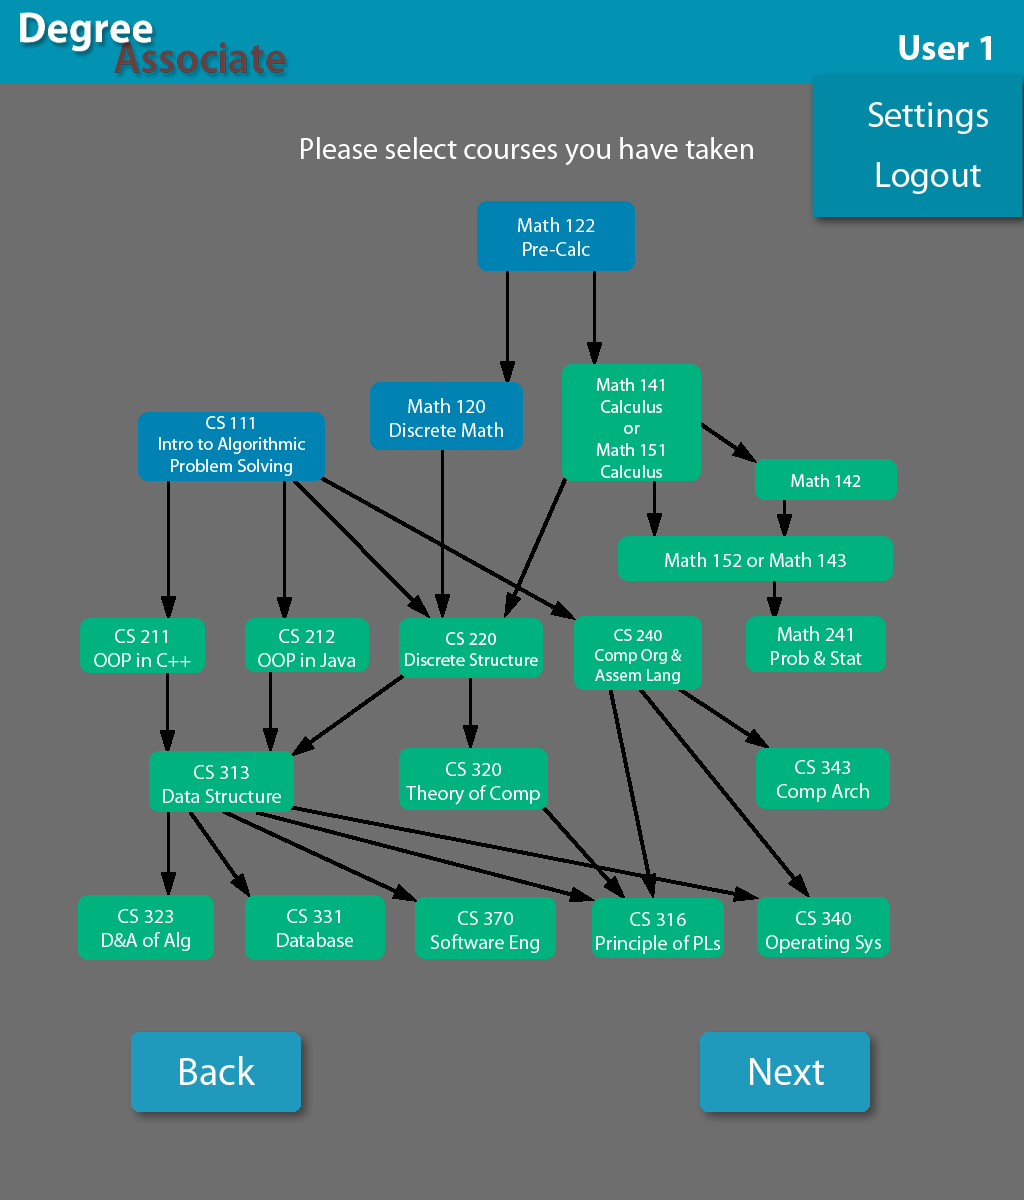 Degree
Associate
User 1
Settings
Logout
Please select courses you have taken
Math 122
Pre-Calc
Math 141
Calculus
or
Math 151
Calculus
Math 120
Discrete Math
CS 111
Intro to Algorithmic
Problem Solving
Math 142
Math 152 or Math 143
CS 211
OOP in C++
CS 212
OOP in Java
CS 220
Discrete Structure
CS 240
Comp Org &
Assem Lang
Math 241
Prob & Stat
CS 313
Data Structure
CS 320
Theory of Comp
CS 343
Comp Arch
CS 323
D&A of Alg
CS 331
Database
CS 370
Software Eng
CS 316
Principle of PLs
CS 340
Operating Sys
Back
Next